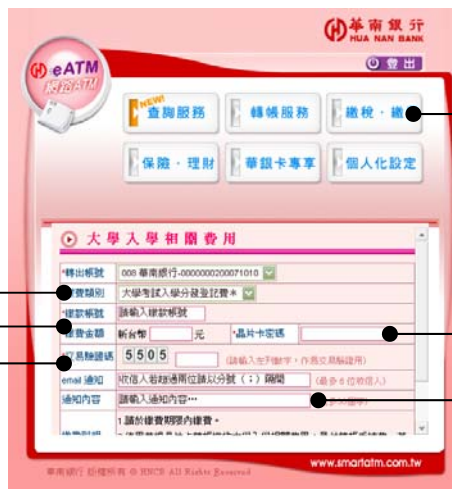 華南銀行
HUA NAN BANK
eATM
網路ATM
登出
NEW!
查詢服務
轉帳服務
繳稅・繳
保險・理財
華銀卡專享
個人化設定
大學入學相關費用
*轉出帳號 008 華南銀行-0000000200071010
費類別 大學考試入學分發登記費*
*繳款帳號 請輸入繳款帳號
繳費金額 新台幣 元 *晶片卡密碼
易驗證碼 5505 (請輸入左列數字，作為交易驗證用)
email 通知 收信人若超過兩位請以分號（;）隔開 (最多6位收信人)
通知內容 請輸入通知內容…
1.請於繳費期限內繳費。
華南銀行 版權所有 © HNCB All Rights Reserved
www.smartatm.com.tw